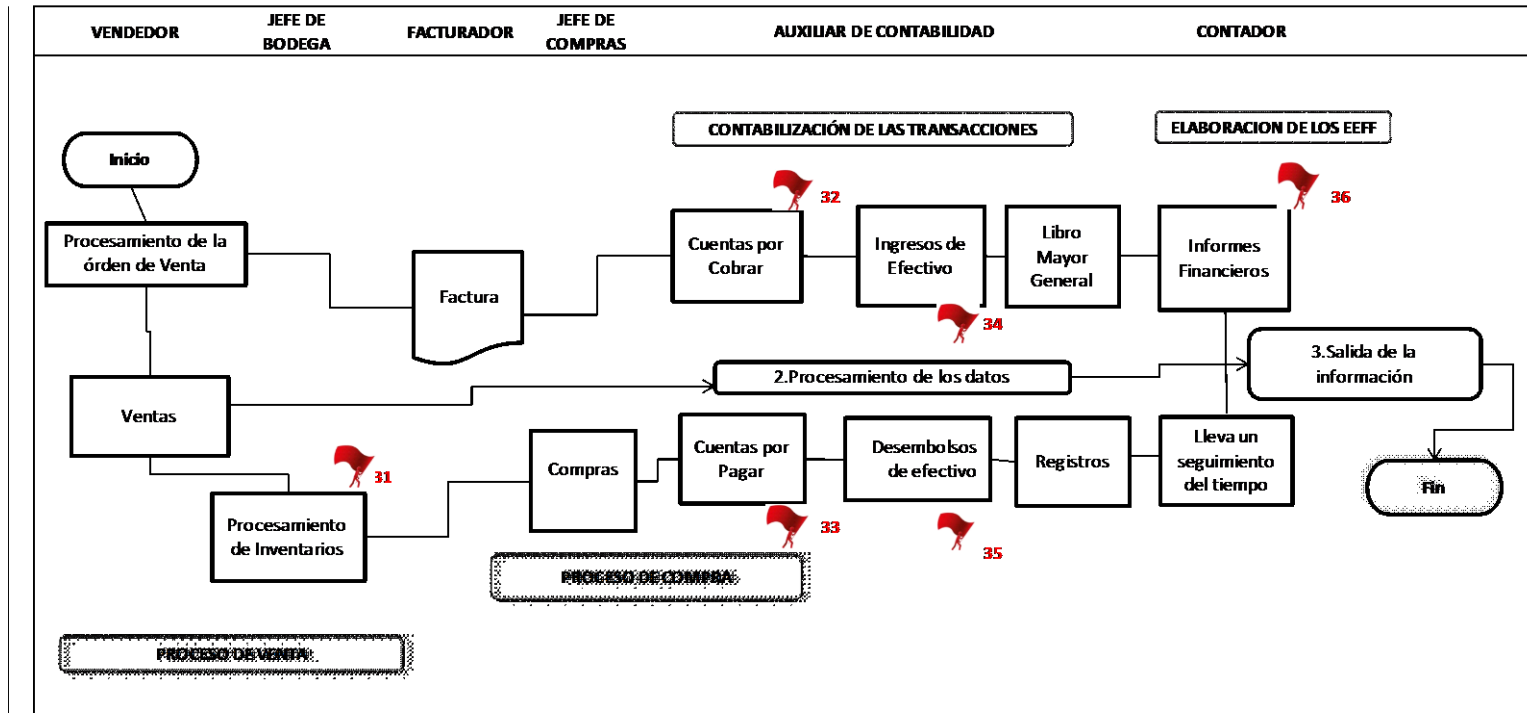 VENDEDOR
JEFE DE
BODEGA
FACTURADOR
JEFE DE
COMPRAS
AUXILIAR DE CONTABILIDAD
CONTADOR
CONTABILIZACIÓN DE LAS TRANSACCIONES
ELABORACION DE LOS EEFF
Inicio
32
36
Procesamiento de la
órden de Venta
Factura
Cuentas por
Cobrar
Ingresos de
Efectivo
Libro
Mayor
General
Informes
Financieros
34
3.Salida de la
información
2.Procesamiento de los datos
Ventas
31
Procesamiento
de Inventarios
Compras
Cuentas por
Pagar
Desembolsos
de efectivo
Registros
Lleva un
seguimiento
del tiempo
Fin
33
35
PROCESO DE COMPRA
PROCESO DE VENTA